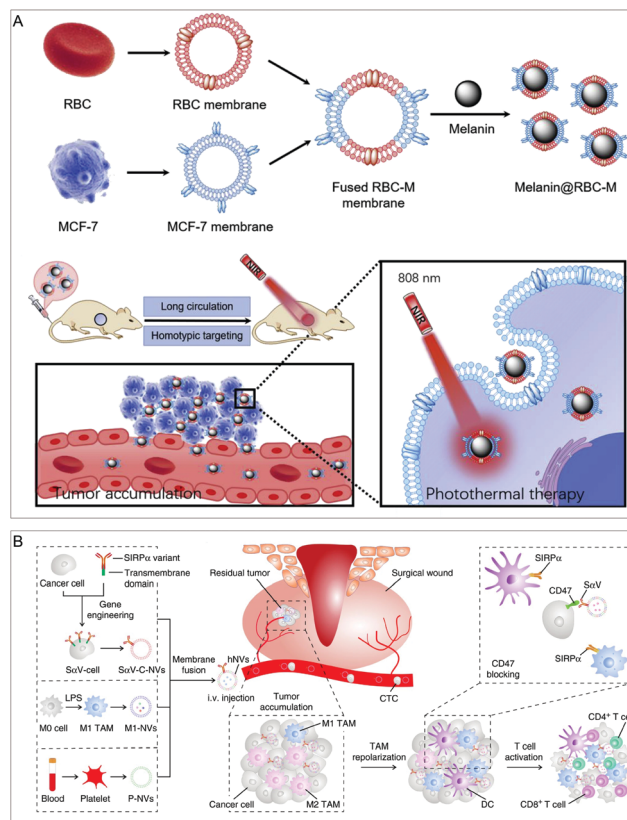 A
RBC
RBC membrane
MCF-7
MCF-7 membrane
Fused RBC-M
membrane
Melanin
Melanin@RBC-M
NIR
Long circulation
Homotypic targeting
Tumor accumulation
808 nm
NIR
Photothermal therapy
B
SIRPα variant
Cancer cell
Transmembrane
domain
Gene
engineering
SαV-cell
SαV-C-NVs
LPS
M0 cell
M1 TAM
M1-NVs
Blood
Platelet
P-NVs
Membrane
fusion
hNVs
i.v. injection
Residual tumor
Surgical wound
CTC
Tumor
accumulation
M1 TAM
Cancer cell
M2 TAM
TAM
repolarization
DC
T cell
activation
SIRPα
CD47
SαV
SIRPα
CD47
blocking
CD4⁺ T ce
CD8⁺ T cell